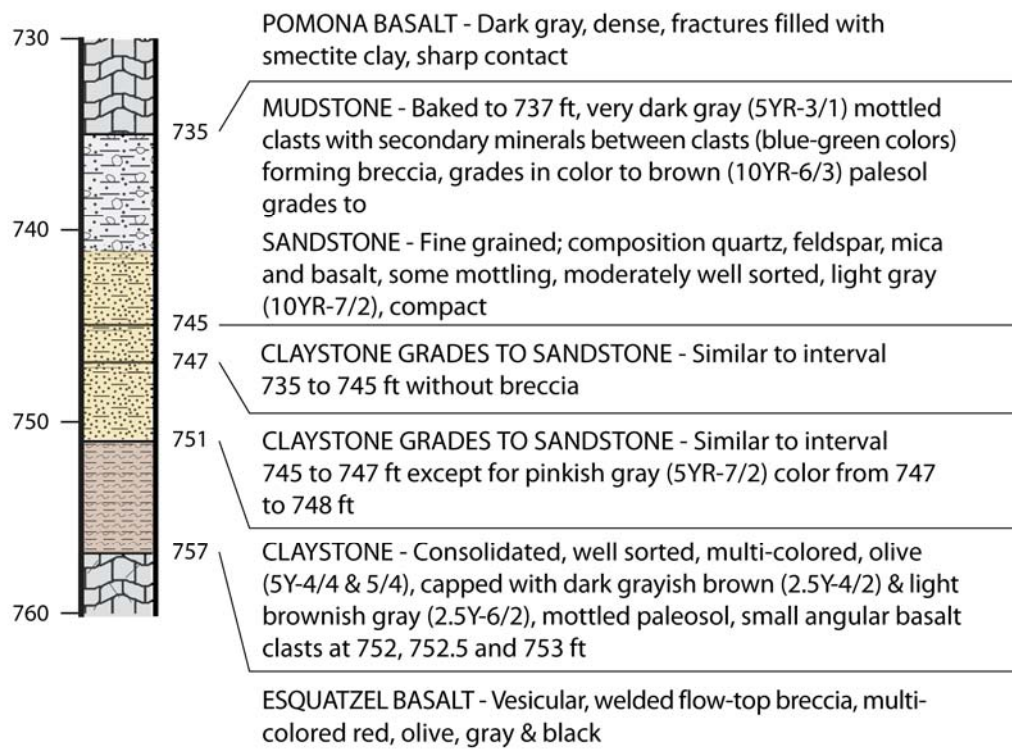 730
POMONA BASALT - Dark gray, dense, fractures filled with
smectite clay, sharp contact
735
MUDSTONE - Baked to 737 ft, very dark gray (5YR-3/1) mottled
clasts with secondary minerals between clasts (blue-green colors)
forming breccia, grades in color to brown (10YR-6/3) palesol
grades to
740
SANDSTONE - Fine grained; composition quartz, feldspar, mica
and basalt, some mottling, moderately well sorted, light gray
(10YR-7/2), compact
745
747
CLAYSTONE GRADES TO SANDSTONE - Similar to interval
735 to 745 ft without breccia
750
751
CLAYSTONE GRADES TO SANDSTONE - Similar to interval
745 to 747 ft except for pinkish gray (5YR-7/2) color from 747
to 748 ft
757
CLAYSTONE - Consolidated, well sorted, multi-colored, olive
(5Y-4/4 & 5/4), capped with dark grayish brown (2.5Y-4/2) & light
brownish gray (2.5Y-6/2), mottled paleosol, small angular basalt
clasts at 752, 752.5 and 753 ft
760
ESQUATZEL BASALT - Vesicular, welded flow-top breccia, multi-
colored red, olive, gray & black